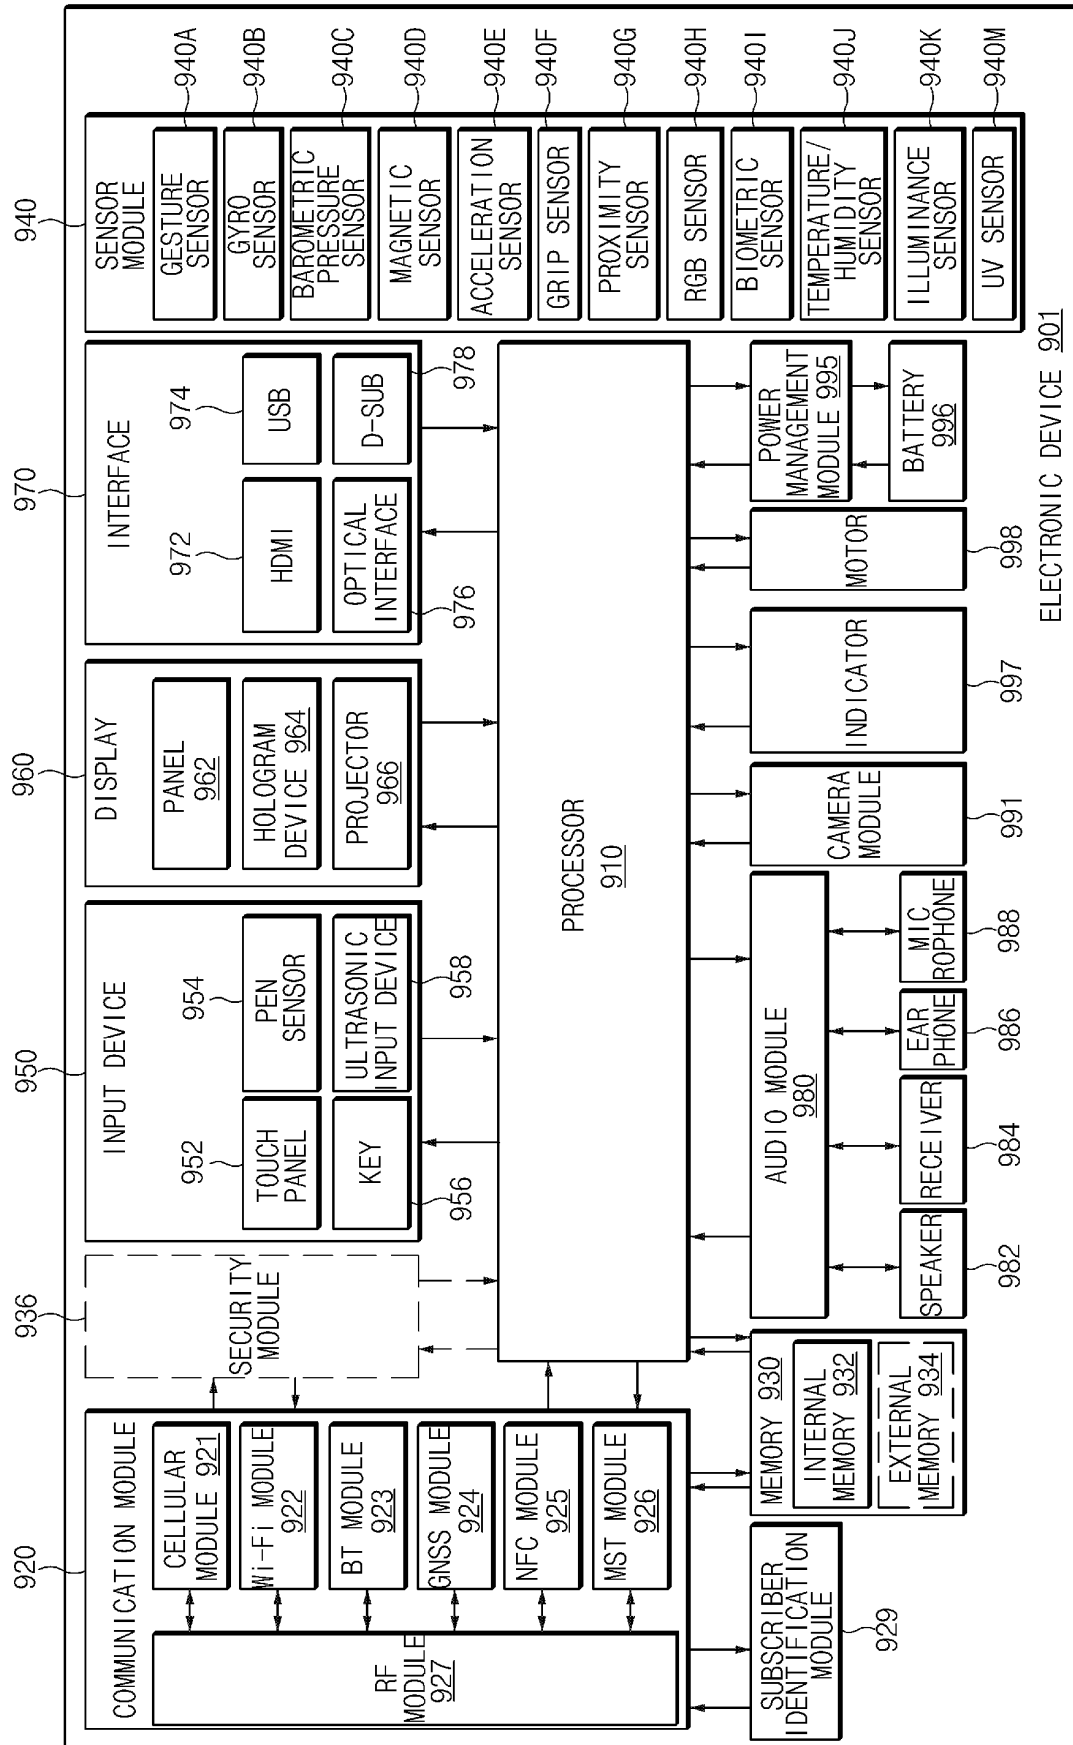 ELECTRONIC DEVICE 901
920
COMMUNICATION MODULE
RF
MODULE
927
CELLULAR
MODULE 921
Wi-Fi MODULE
922
BT MODULE
923
GNSS MODULE
924
NFC MODULE
925
MST MODULE
926
SUBSCRIBER
IDENTIFICATION
MODULE
929
936
SECURITY
MODULE
MEMORY 930
INTERNAL
MEMORY 932
EXTERNAL
MEMORY 934
950
INPUT DEVICE
952
TOUCH
PANEL
954
PEN
SENSOR
KEY
956
ULTRASONIC
INPUT DEVICE
958
960
DISPLAY
PANEL
962
HOLOGRAM
DEVICE 964
PROJECTOR
966
970
INTERFACE
972
HDMI
974
USB
OPTICAL
INTERFACE
976
D-SUB
978
940
SENSOR
MODULE
GESTURE
SENSOR
940A
GYRO
SENSOR
940B
BAROMETRIC
PRESSURE
SENSOR
940C
MAGNETIC
SENSOR
940D
ACCELERATION
SENSOR
940E
GRIP SENSOR
940F
PROXIMITY
SENSOR
940G
RGB SENSOR
940H
BIOMETRIC
SENSOR
940I
TEMPERATURE/
HUMIDITY
SENSOR
940J
ILLUMINANCE
SENSOR
940K
UV SENSOR
940M
PROCESSOR
910
AUDIO MODULE
980
SPEAKER
982
RECEIVER
984
EAR
PHONE
986
MIC
ROPHONE
988
CAMERA
MODULE
991
INDICATOR
997
MOTOR
998
POWER
MANAGEMENT
MODULE 995
BATTERY
996